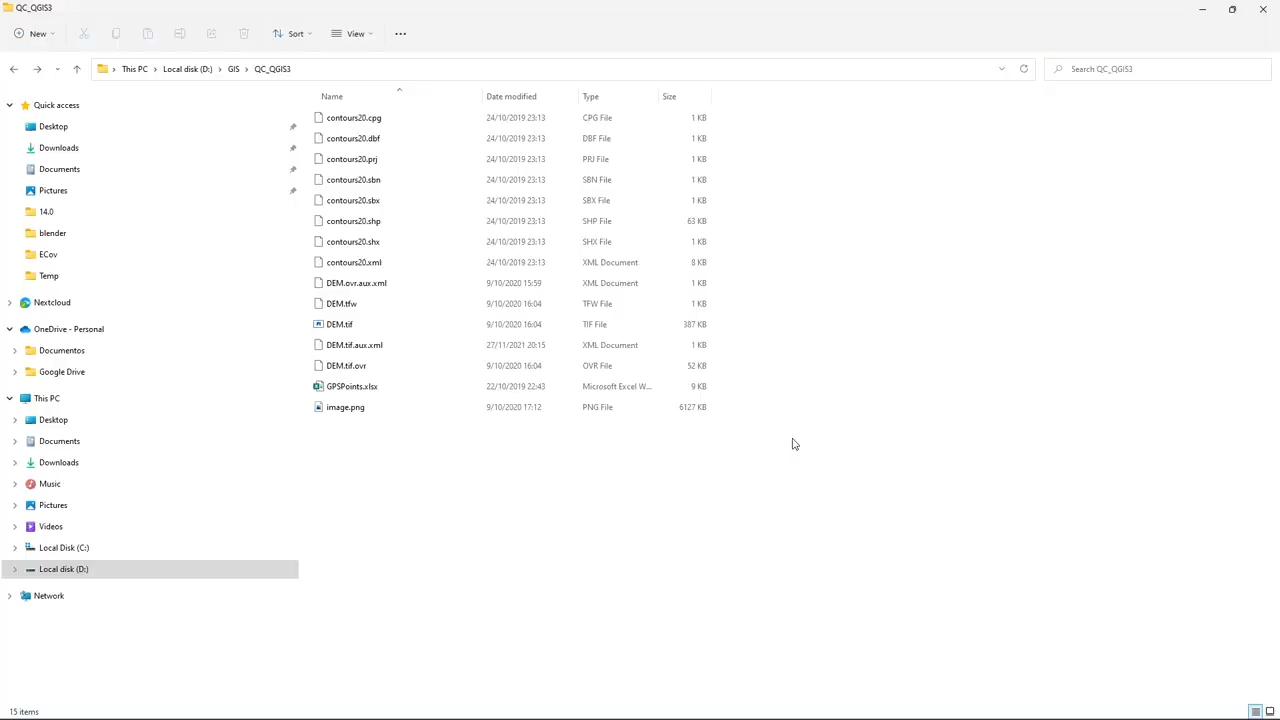 QC_QGIS3
New
Sort
View
This PC
Local disk (D:)
GIS
QC_QGIS3
Search QC_QGIS3
Quick access
Desktop
Downloads
Documents
Pictures
14.0
blender
ECov
Temp
Nextcloud
OneDrive - Personal
Documentos
Google Drive
This PC
Desktop
Documents
Downloads
Music
Pictures
Videos
Local Disk (C:)
Local disk (D:)
Network
Name Date modified Type Size
contours20.cpg 24/10/2019 23:13 CPG File 1 KB
contours20.dbf 24/10/2019 23:13 DBF File 1 KB
contours20.prj 24/10/2019 23:13 PRJ File 1 KB
contours20.sbn 24/10/2019 23:13 SBN File 1 KB
contours20.sbx 24/10/2019 23:13 SBX File 1 KB
contours20.shp 24/10/2019 23:13 SHP File 63 KB
contours20.shx 24/10/2019 23:13 SHX File 1 KB
contours20.xml 24/10/2019 23:13 XML Document 8 KB
DEM.ovr.aux.xml 9/10/2020 15:59 XML Document 1 KB
DEM.tfw 9/10/2020 16:04 TFW File 1 KB
DEM.tif 9/10/2020 16:04 TIF File 387 KB
DEM.tif.aux.xml 27/11/2021 20:15 XML Document 1 KB
DEM.tif.ovr 9/10/2020 16:04 OVR File 52 KB
GPSPoints.xlsx 22/10/2019 22:43 Microsoft Excel W... 9 KB
image.png 9/10/2020 17:12 PNG File 6127 KB
15 items